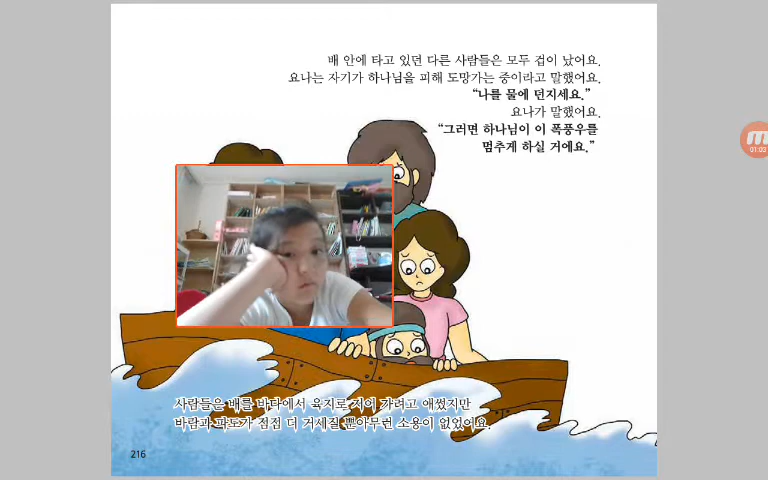 배 안에 타고 있던 다른 사람들은 모두 겁이 났어요.
요나는 자기가 하나님을 피해 도망가는 중이라고 말했어요.
“나를 물에 던지세요.”
요나가 말했어요.
“그러면 하나님이 이 폭풍우를
멈추게 하실 거에요.”
M
01:03
사람들은 배를 바다에서 육지로 저어 가려고 애썼지만
바람과 파도가 점점 더 거세질 뿐아무런 소용이 없었어요.
216